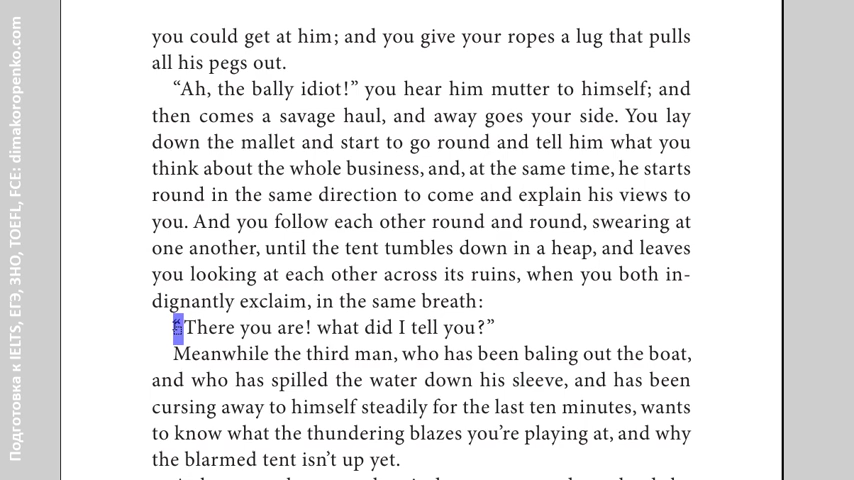 you could get at him; and you give your ropes a lug that pulls
all his pegs out.
“Ah, the bally idiot!” you hear him mutter to himself; and
then comes a savage haul, and away goes your side. You lay
down the mallet and start to go round and tell him what you
think about the whole business, and, at the same time, he starts
round in the same direction to come and explain his views to
you. And you follow each other round and round, swearing at
one another, until the tent tumbles down in a heap, and leaves
you looking at each other across its ruins, when you both in-
dignantly exclaim, in the same breath:
“There you are! what did I tell you?”
Meanwhile the third man, who has been baling out the boat,
and who has spilled the water down his sleeve, and has been
cursing away to himself steadily for the last ten minutes, wants
to know what the thundering blazes you’re playing at, and why
the blarmed tent isn’t up yet.
Подготовка к IELTS, ЕГЭ, ЗНО, TOEFL, FCE: dimakoropenko.com